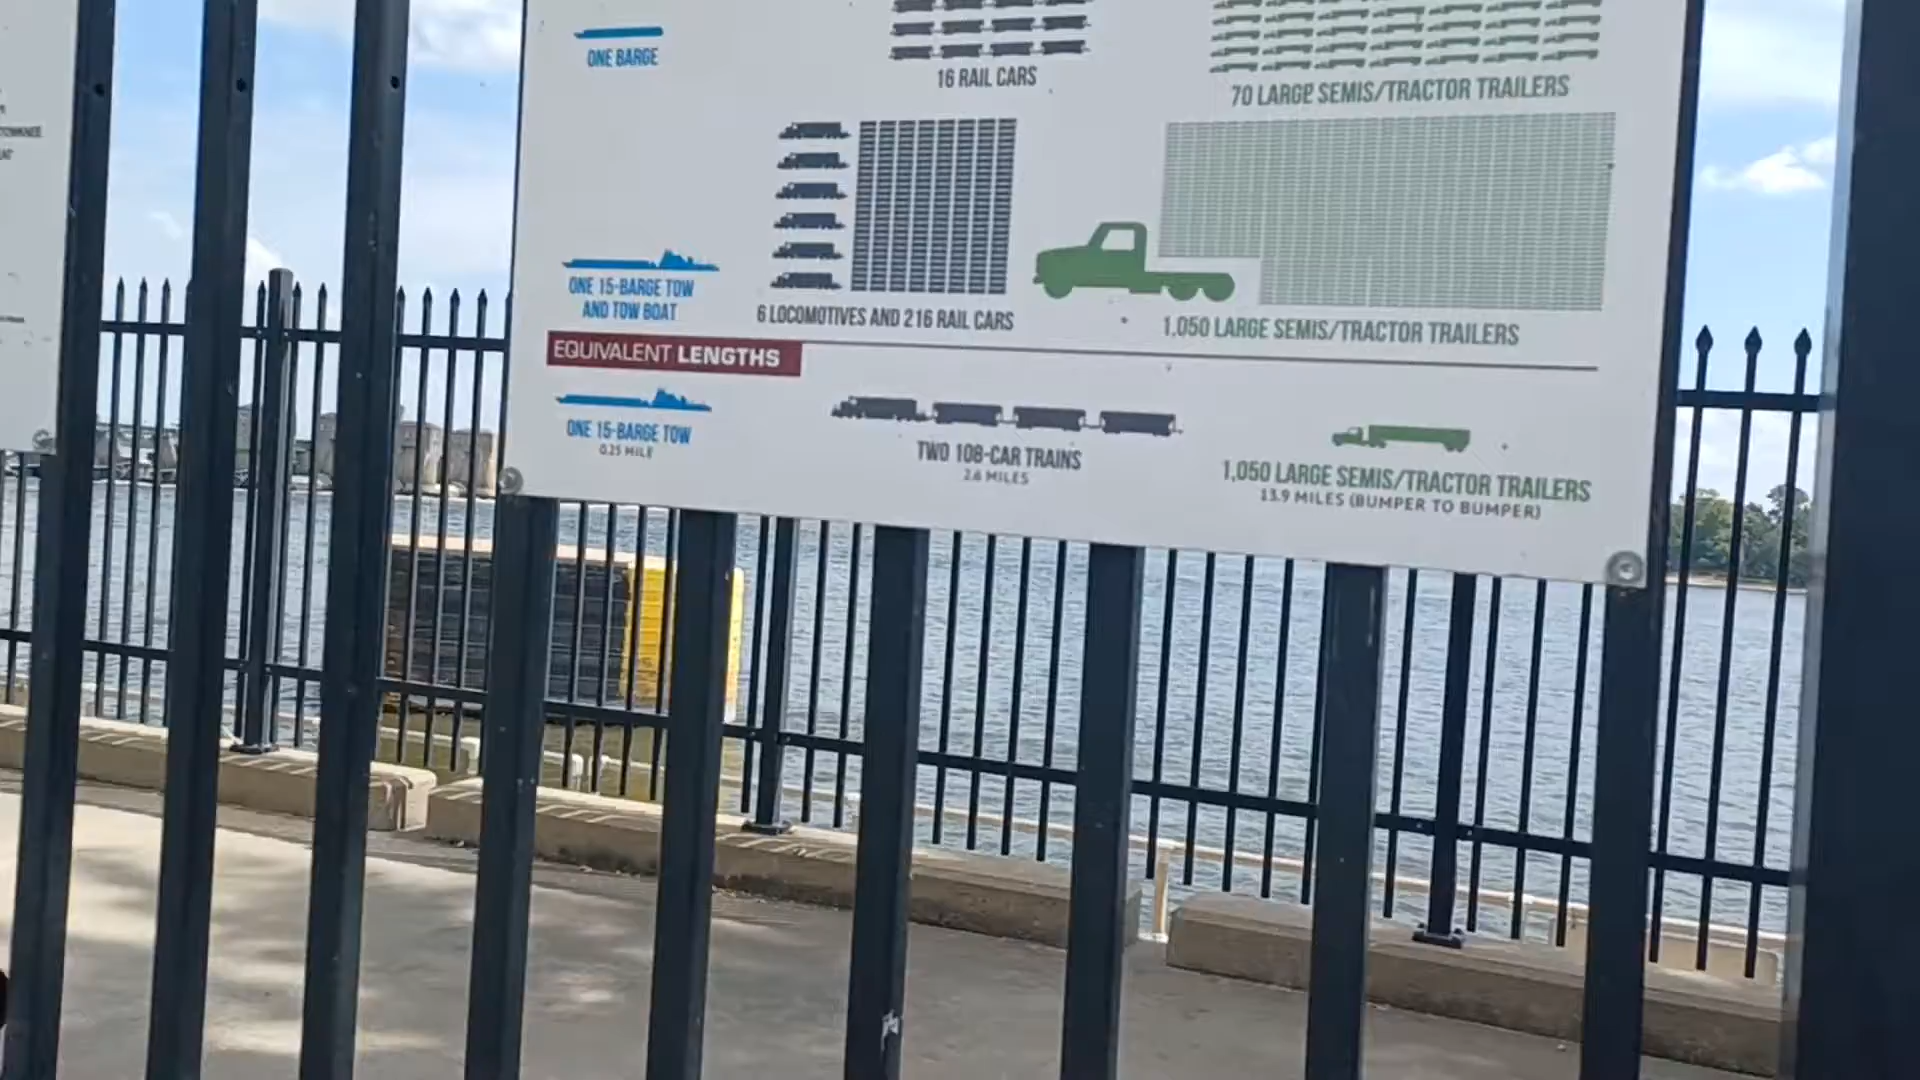 ONE BARGE
16 RAIL CARS
70 LARGE SEMIS/TRACTOR TRAILERS
ONE 15-BARGE TOW
AND TOW BOAT
6 LOCOMOTIVES AND 216 RAIL CARS
1,050 LARGE SEMIS/TRACTOR TRAILERS
EQUIVALENT LENGTHS
ONE 15-BARGE TOW
0.25 MILE
TWO 108-CAR TRAINS
2.6 MILES
1,050 LARGE SEMIS/TRACTOR TRAILERS
13.9 MILES (BUMPER TO BUMPER)